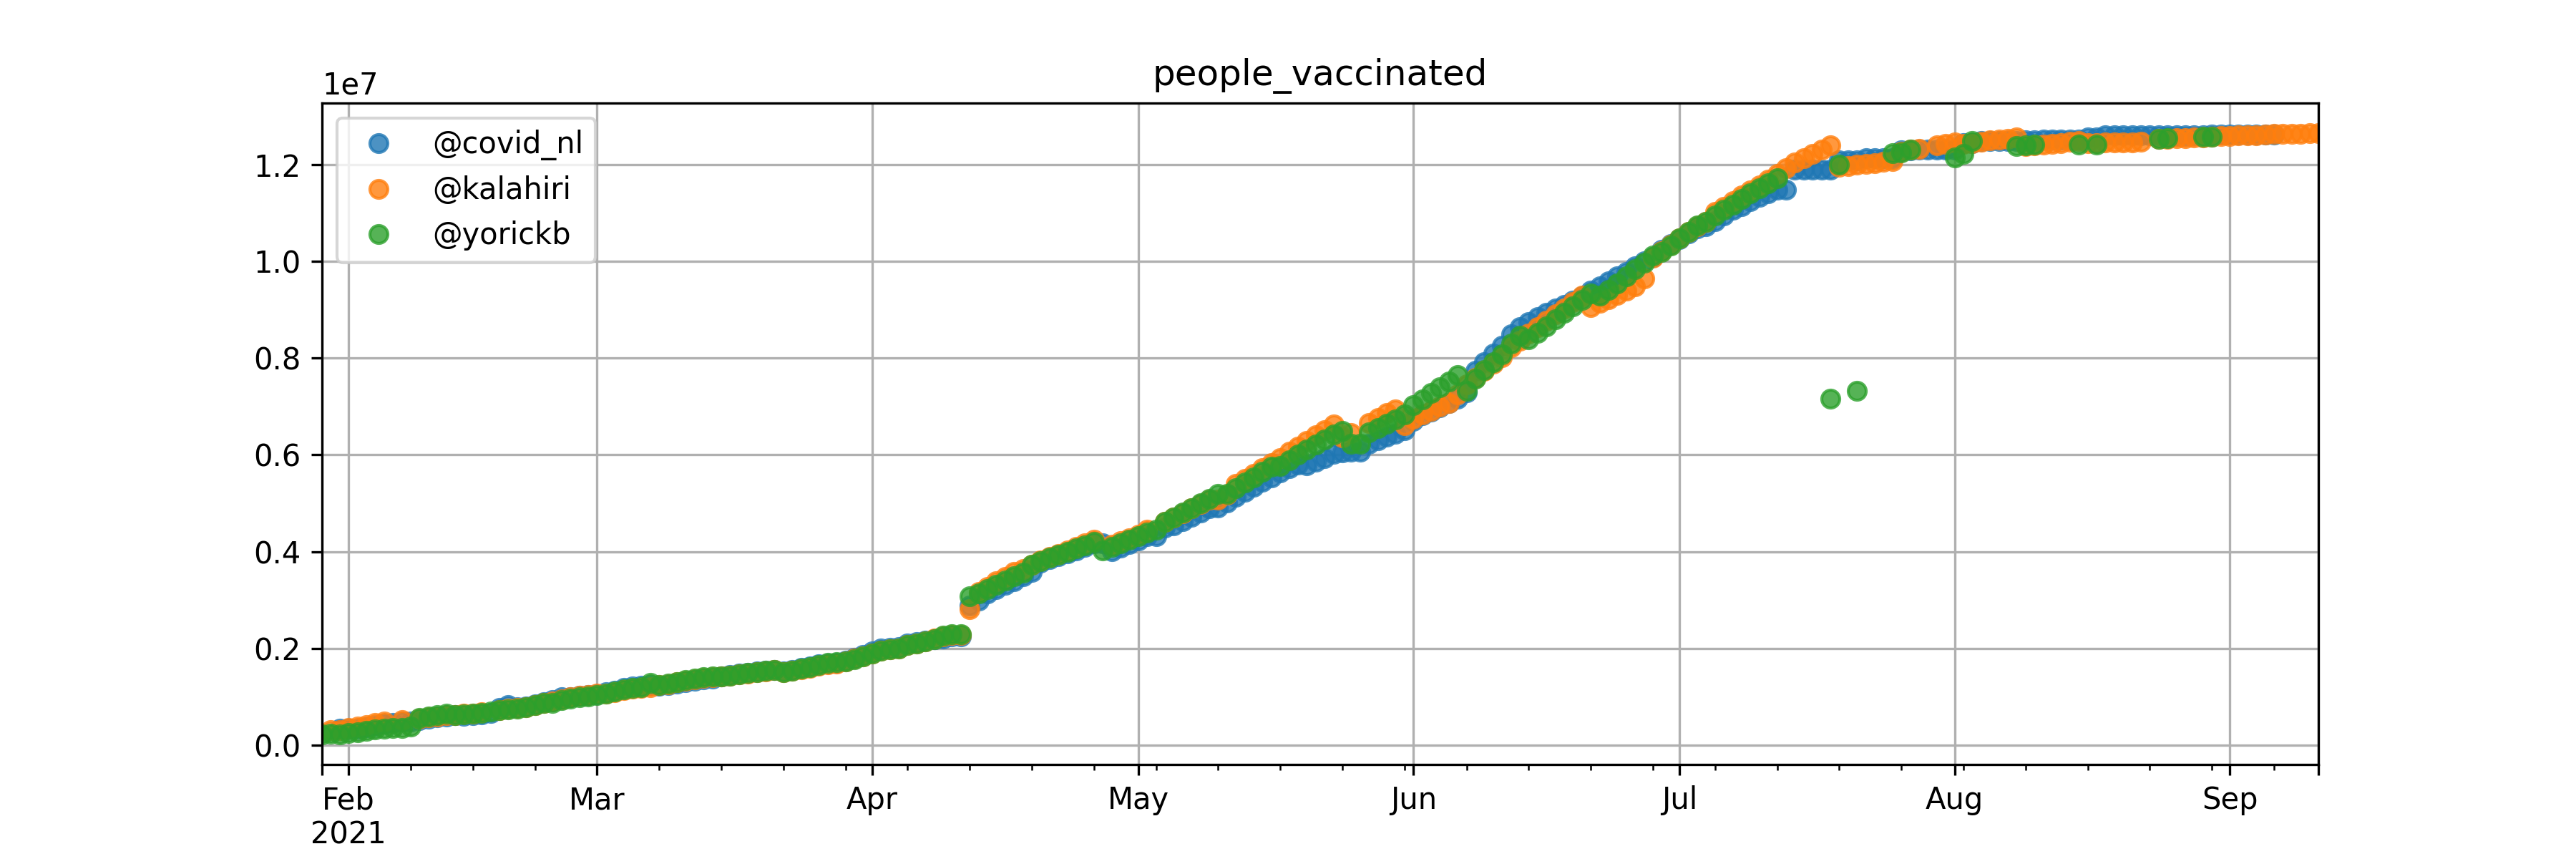 people_vaccinated
1e7
@covid_nl
@kalahiri
@yorickb
1.2
1.0
0.8
0.6
0.4
0.2
0.0
Feb Mar Apr May Jun Jul Aug Sep
2021